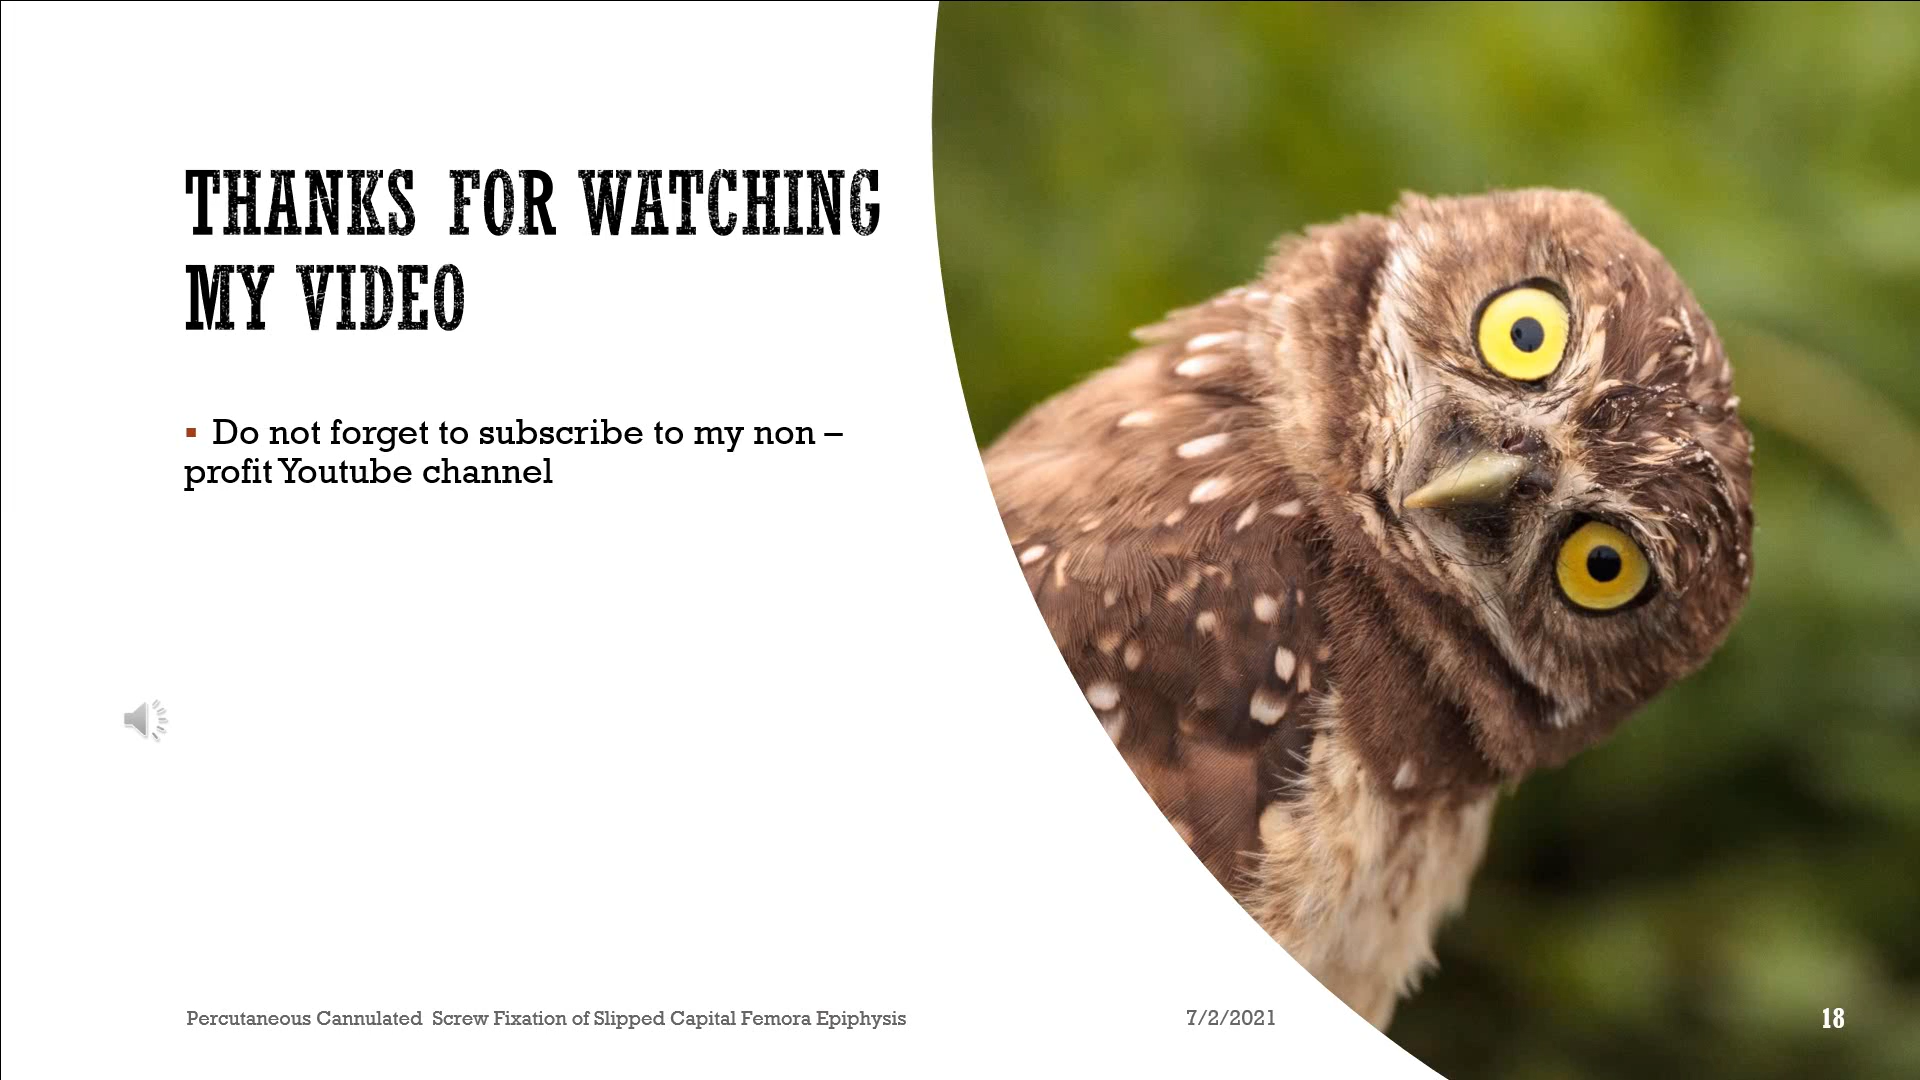 THANKS FOR WATCHING
MY VIDEO
▪ Do not forget to subscribe to my non –
profit Youtube channel
Percutaneous Cannulated Screw Fixation of Slipped Capital Femora Epiphysis
7/2/2021
18